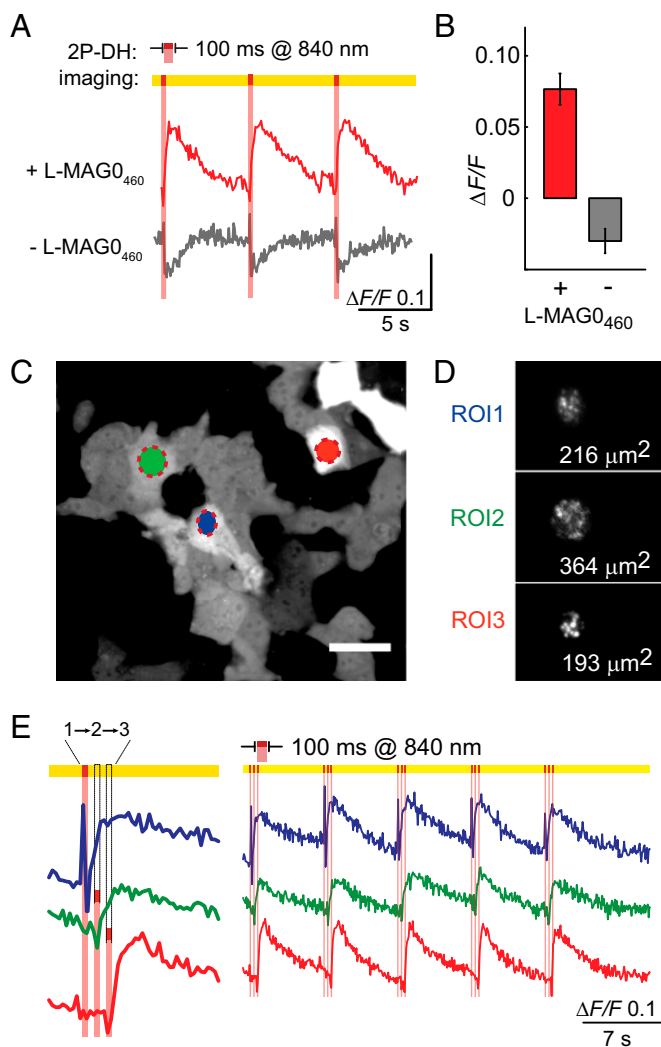 A
2P-DH: 100 ms @ 840 nm
imaging:
+ L-MAG0460
- L-MAG0460
ΔF/F 0.1
5 s
B
ΔF/F
0.10
0.05
0
+ -
L-MAG0460
C
D
ROI1
216 μm2
ROI2
364 μm2
ROI3
193 μm2
E
1→2→3
100 ms @ 840 nm
ΔF/F 0.1
7 s